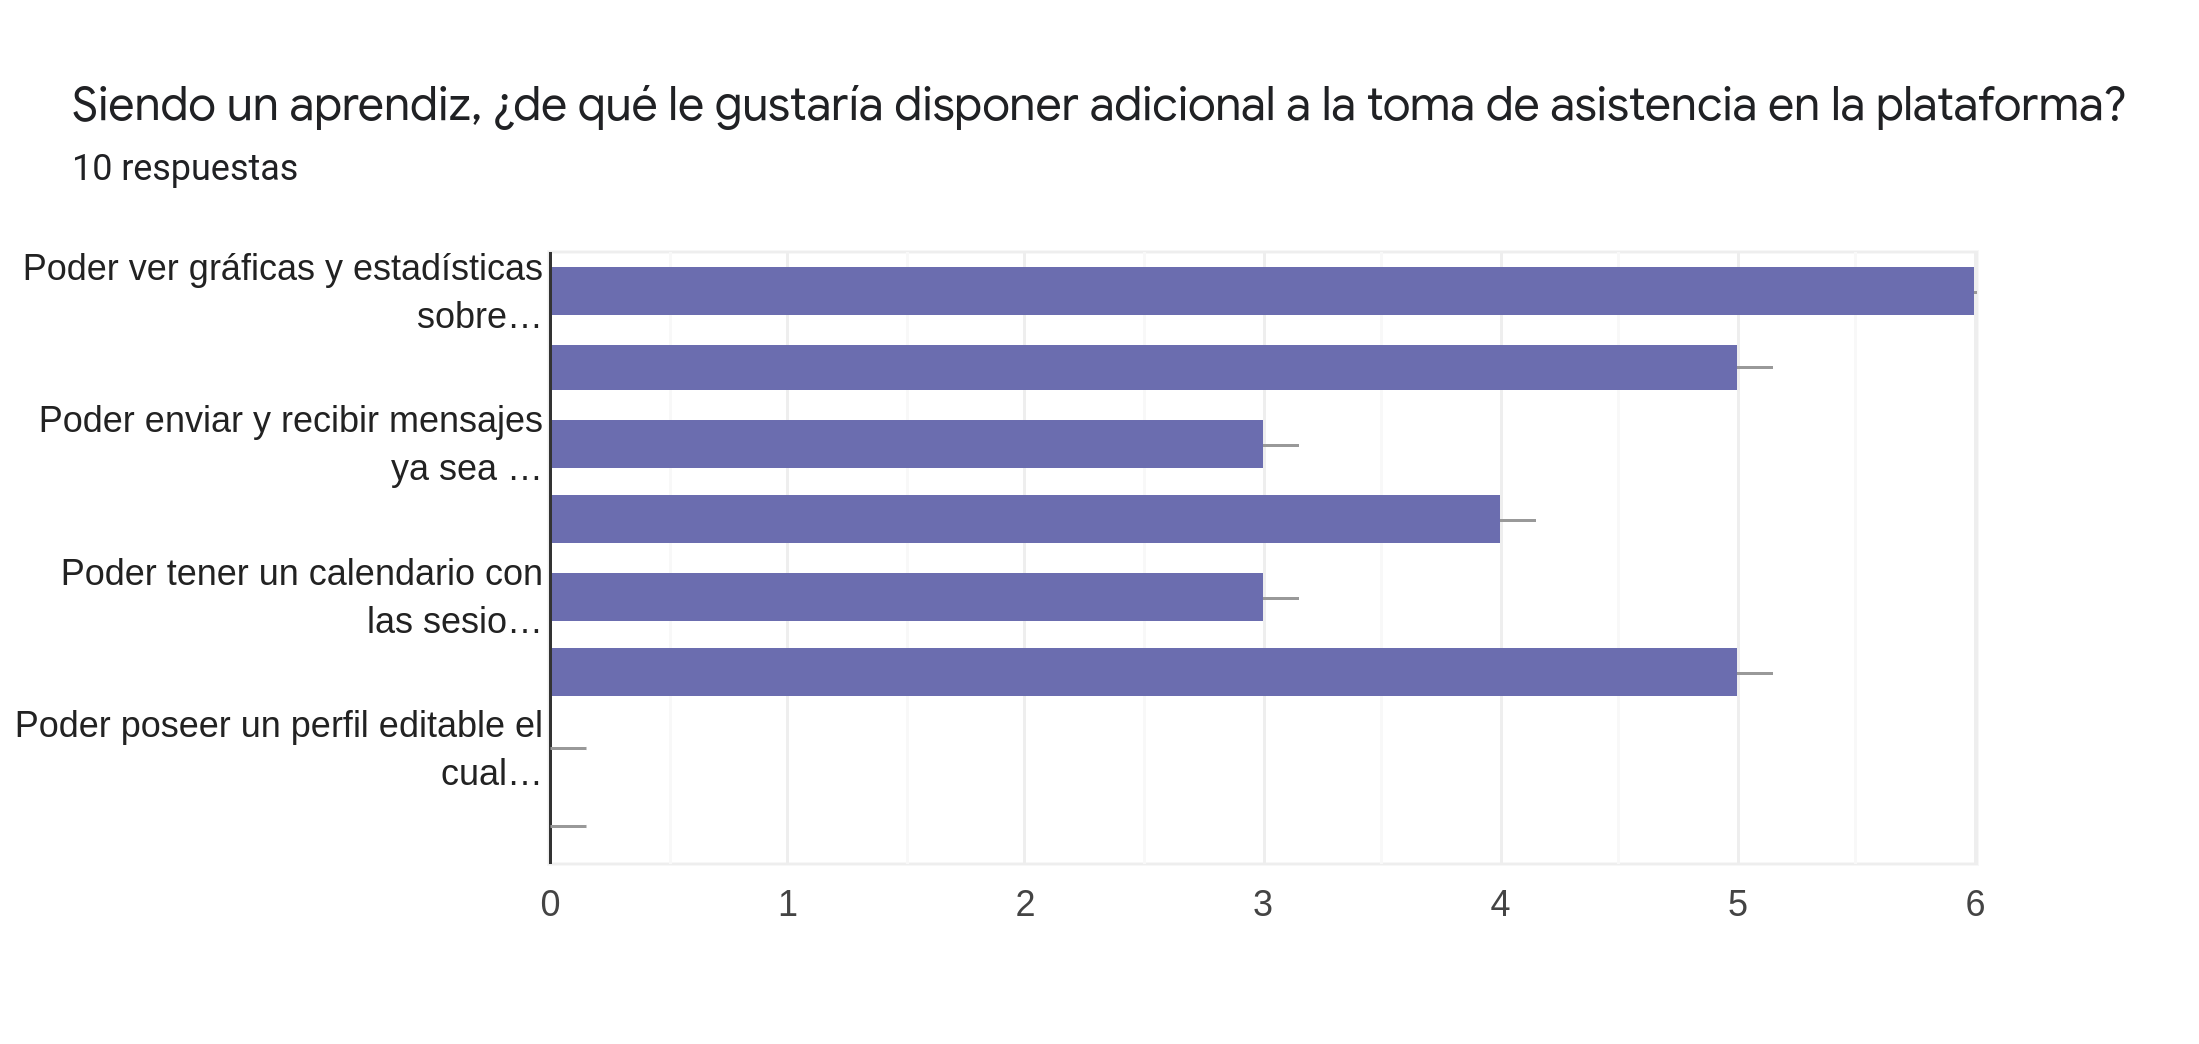 Siendo un aprendiz, ¿de qué le gustaría disponer adicional a la toma de asistencia en la plataforma?
10 respuestas
Poder ver gráficas y estadísticas
sobre…
Poder enviar y recibir mensajes
ya sea …
Poder tener un calendario con
las sesio…
Poder poseer un perfil editable el
cual…
0 1 2 3 4 5 6